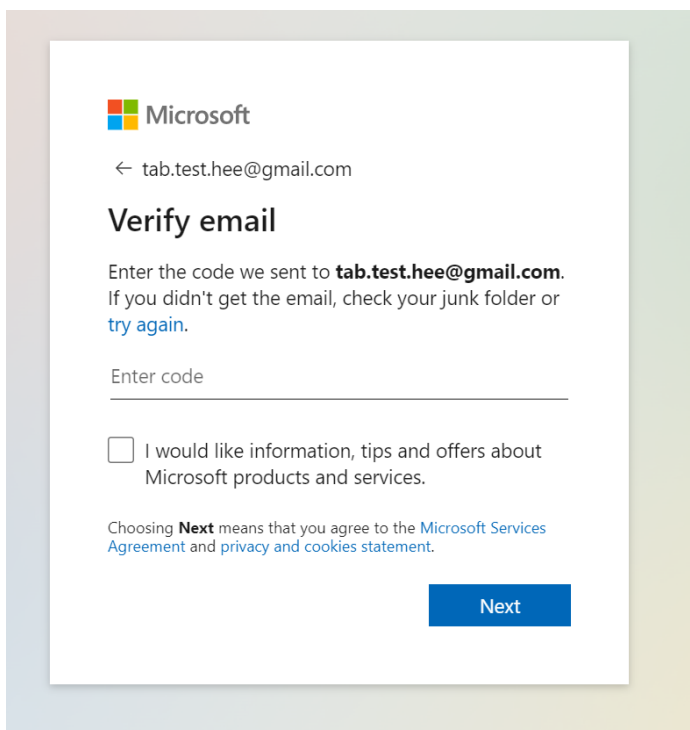 Microsoft
← tab.test.hee@gmail.com
Verify email
Enter the code we sent to tab.test.hee@gmail.com.
If you didn't get the email, check your junk folder or
try again.
Enter code
I would like information, tips and offers about
Microsoft products and services.
Choosing Next means that you agree to the Microsoft Services
Agreement and privacy and cookies statement.
Next